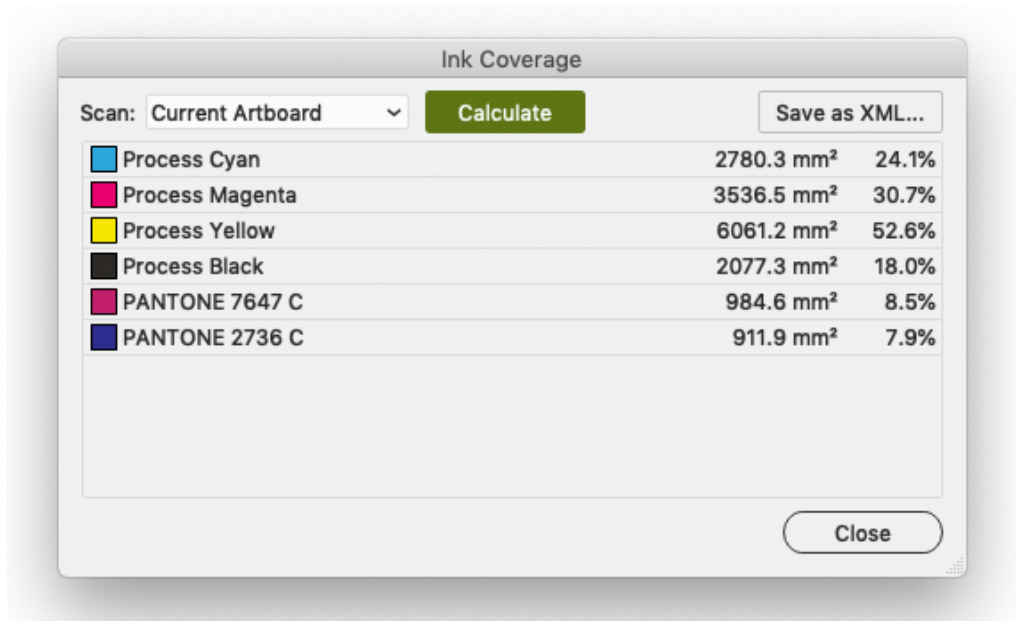 Ink Coverage
Scan: Current Artboard Calculate Save as XML...
Process Cyan 2780.3 mm² 24.1%
Process Magenta 3536.5 mm² 30.7%
Process Yellow 6061.2 mm² 52.6%
Process Black 2077.3 mm² 18.0%
PANTONE 7647 C 984.6 mm² 8.5%
PANTONE 2736 C 911.9 mm² 7.9%
Close